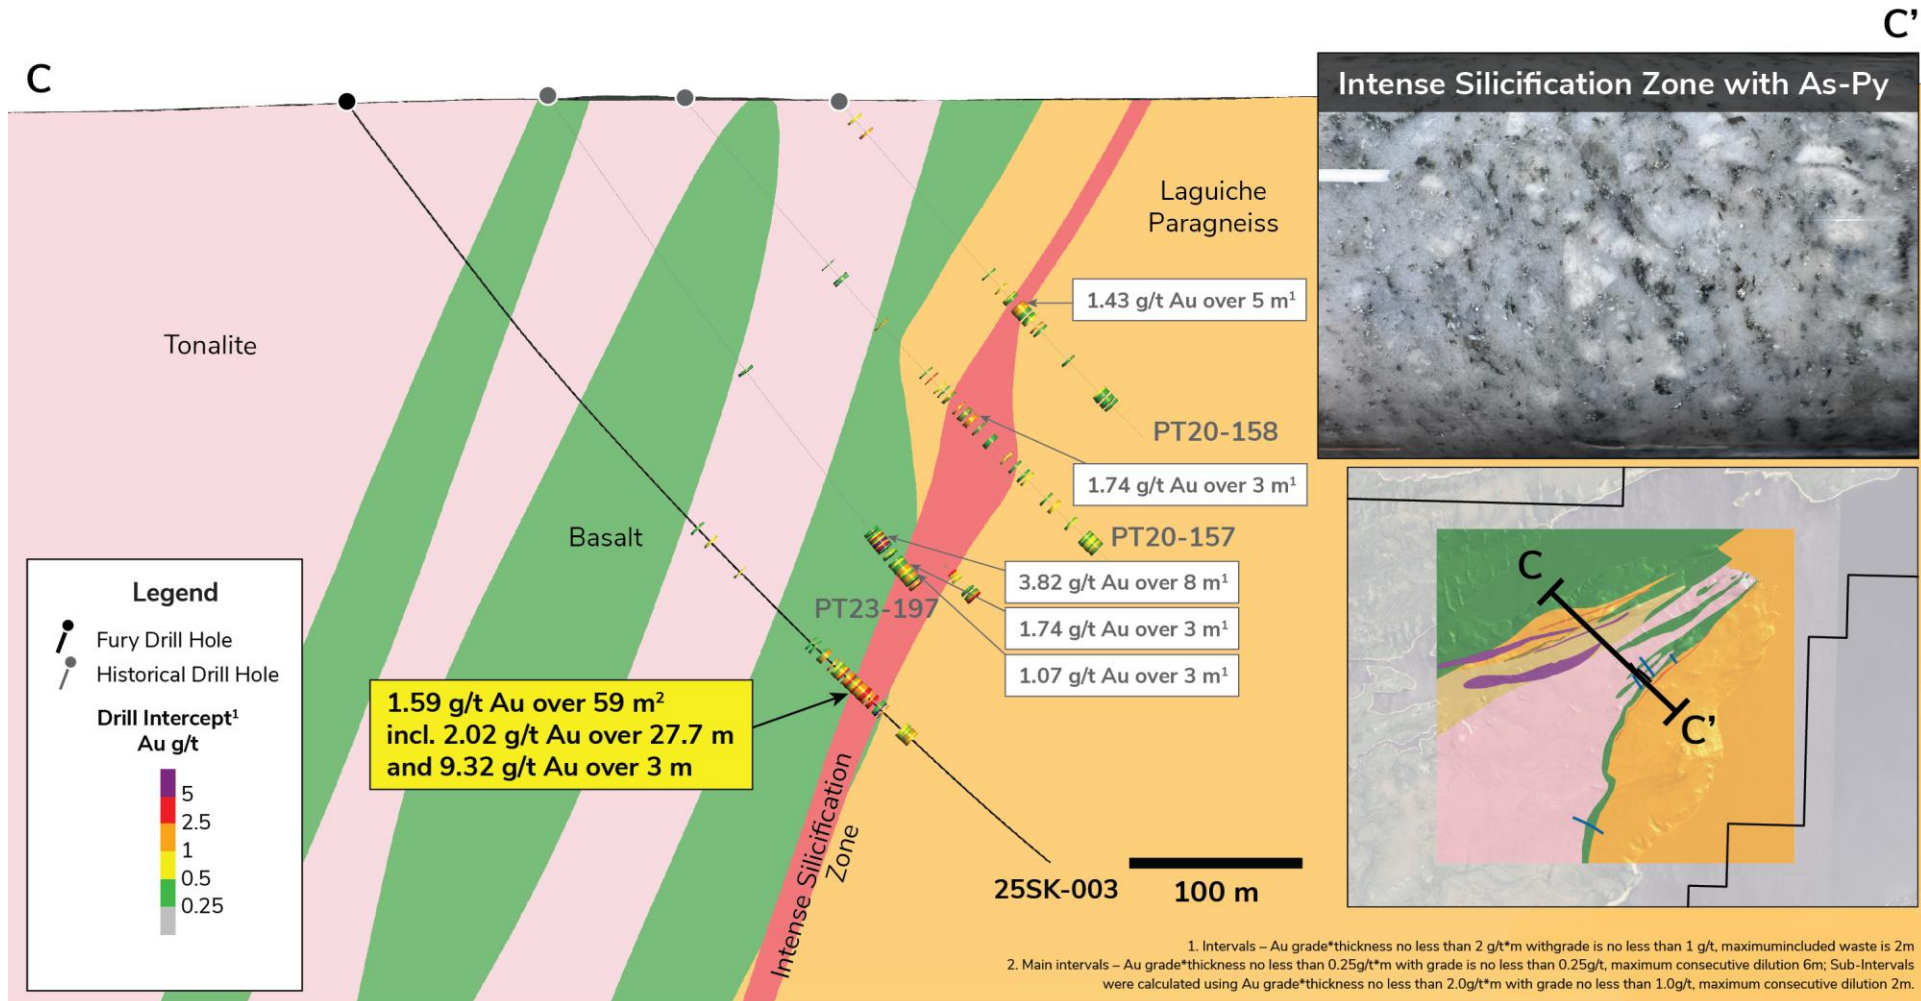 C
C’
Intense Silicification Zone with As-Py
Laguiche
Paragneiss
1.43 g/t Au over 5 m¹
Tonalite
PT20-158
1.74 g/t Au over 3 m¹
Basalt
PT20-157
3.82 g/t Au over 8 m¹
PT23-197
1.74 g/t Au over 3 m¹
1.07 g/t Au over 3 m¹
1.59 g/t Au over 59 m²
incl. 2.02 g/t Au over 27.7 m
and 9.32 g/t Au over 3 m
Intense Silicification
Zone
25SK-003
100 m
Legend
Fury Drill Hole
Historical Drill Hole
Drill Intercept¹
Au g/t
5
2.5
1
0.5
0.25
C
C’
1. Intervals – Au grade*thickness no less than 2 g/t*m withgrade is no less than 1 g/t, maximumincluded waste is 2m
2. Main intervals – Au grade*thickness no less than 0.25g/t*m with grade is no less than 0.25g/t, maximum consecutive dilution 6m; Sub-Intervals
were calculated using Au grade*thickness no less than 2.0g/t*m with grade no less than 1.0g/t, maximum consecutive dilution 2m.